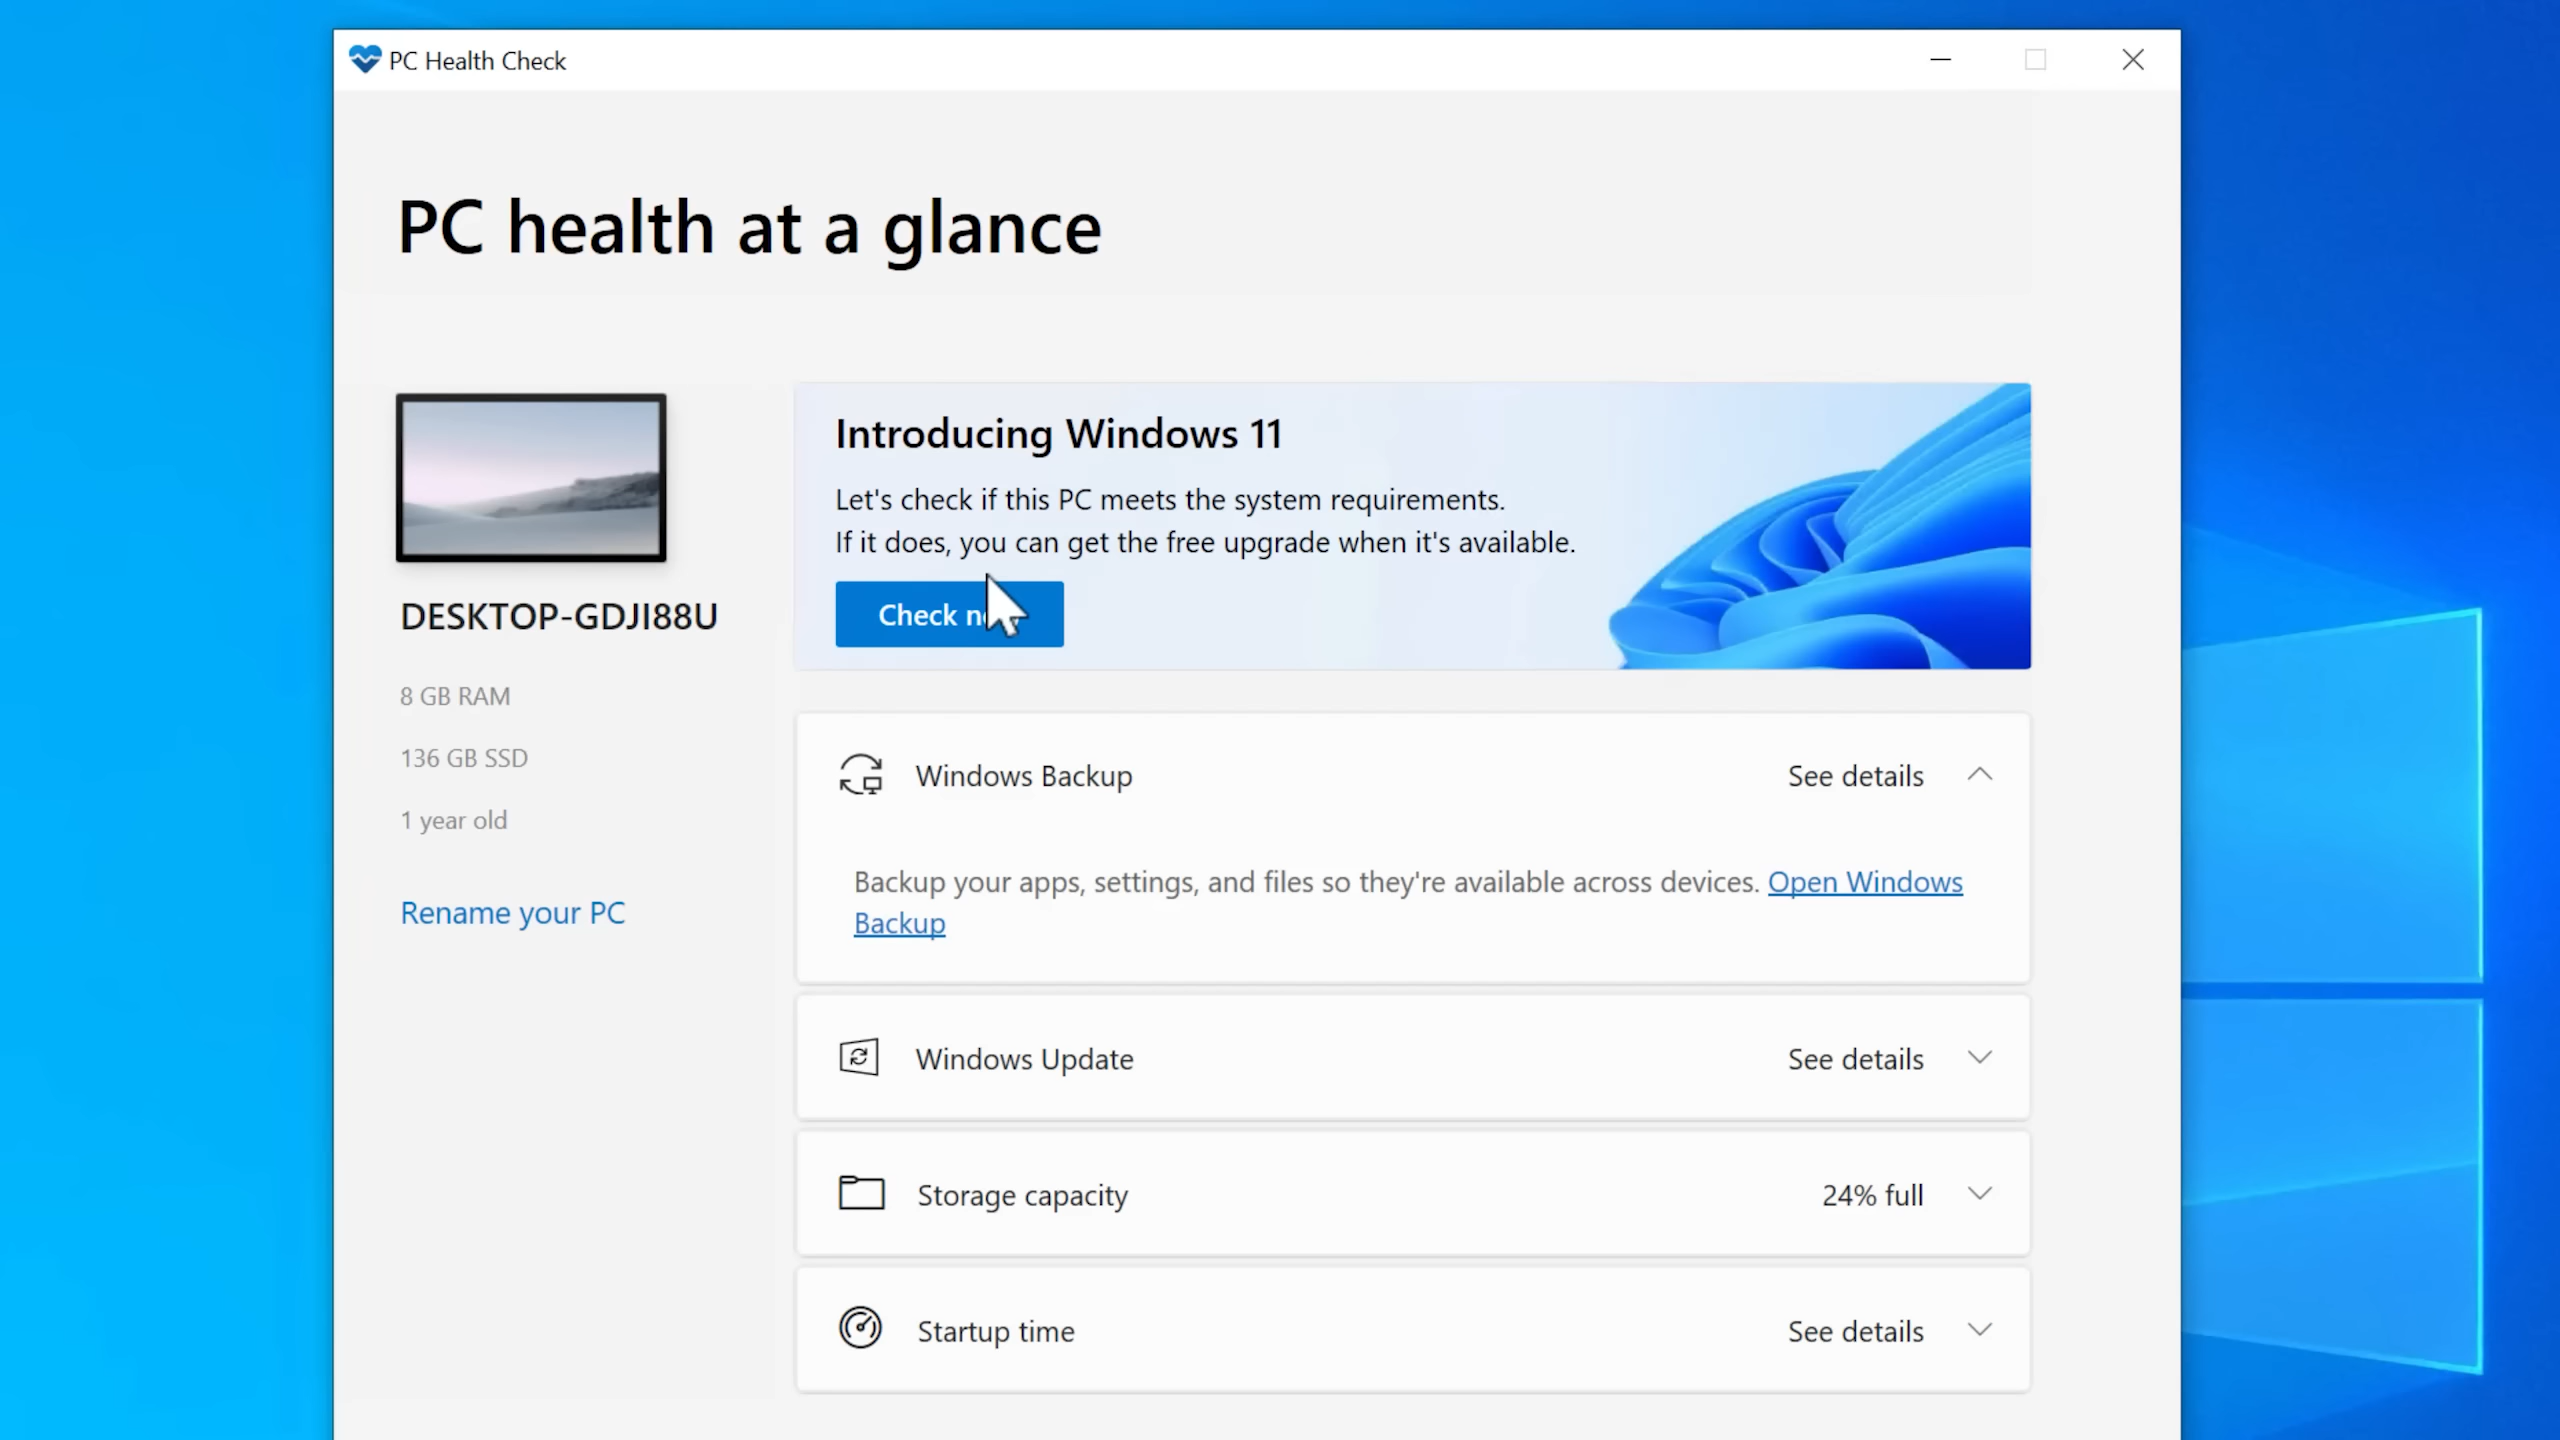 PC Health Check
PC health at a glance
Introducing Windows 11
Let's check if this PC meets the system requirements.
If it does, you can get the free upgrade when it's available.
Check
DESKTOP-GDJI88U
8 GB RAM
136 GB SSD
1 year old
Rename your PC
Windows Backup
See details
Backup your apps, settings, and files so they're available across devices. Open Windows
Backup
Windows Update
See details
Storage capacity
24% full
Startup time
See details